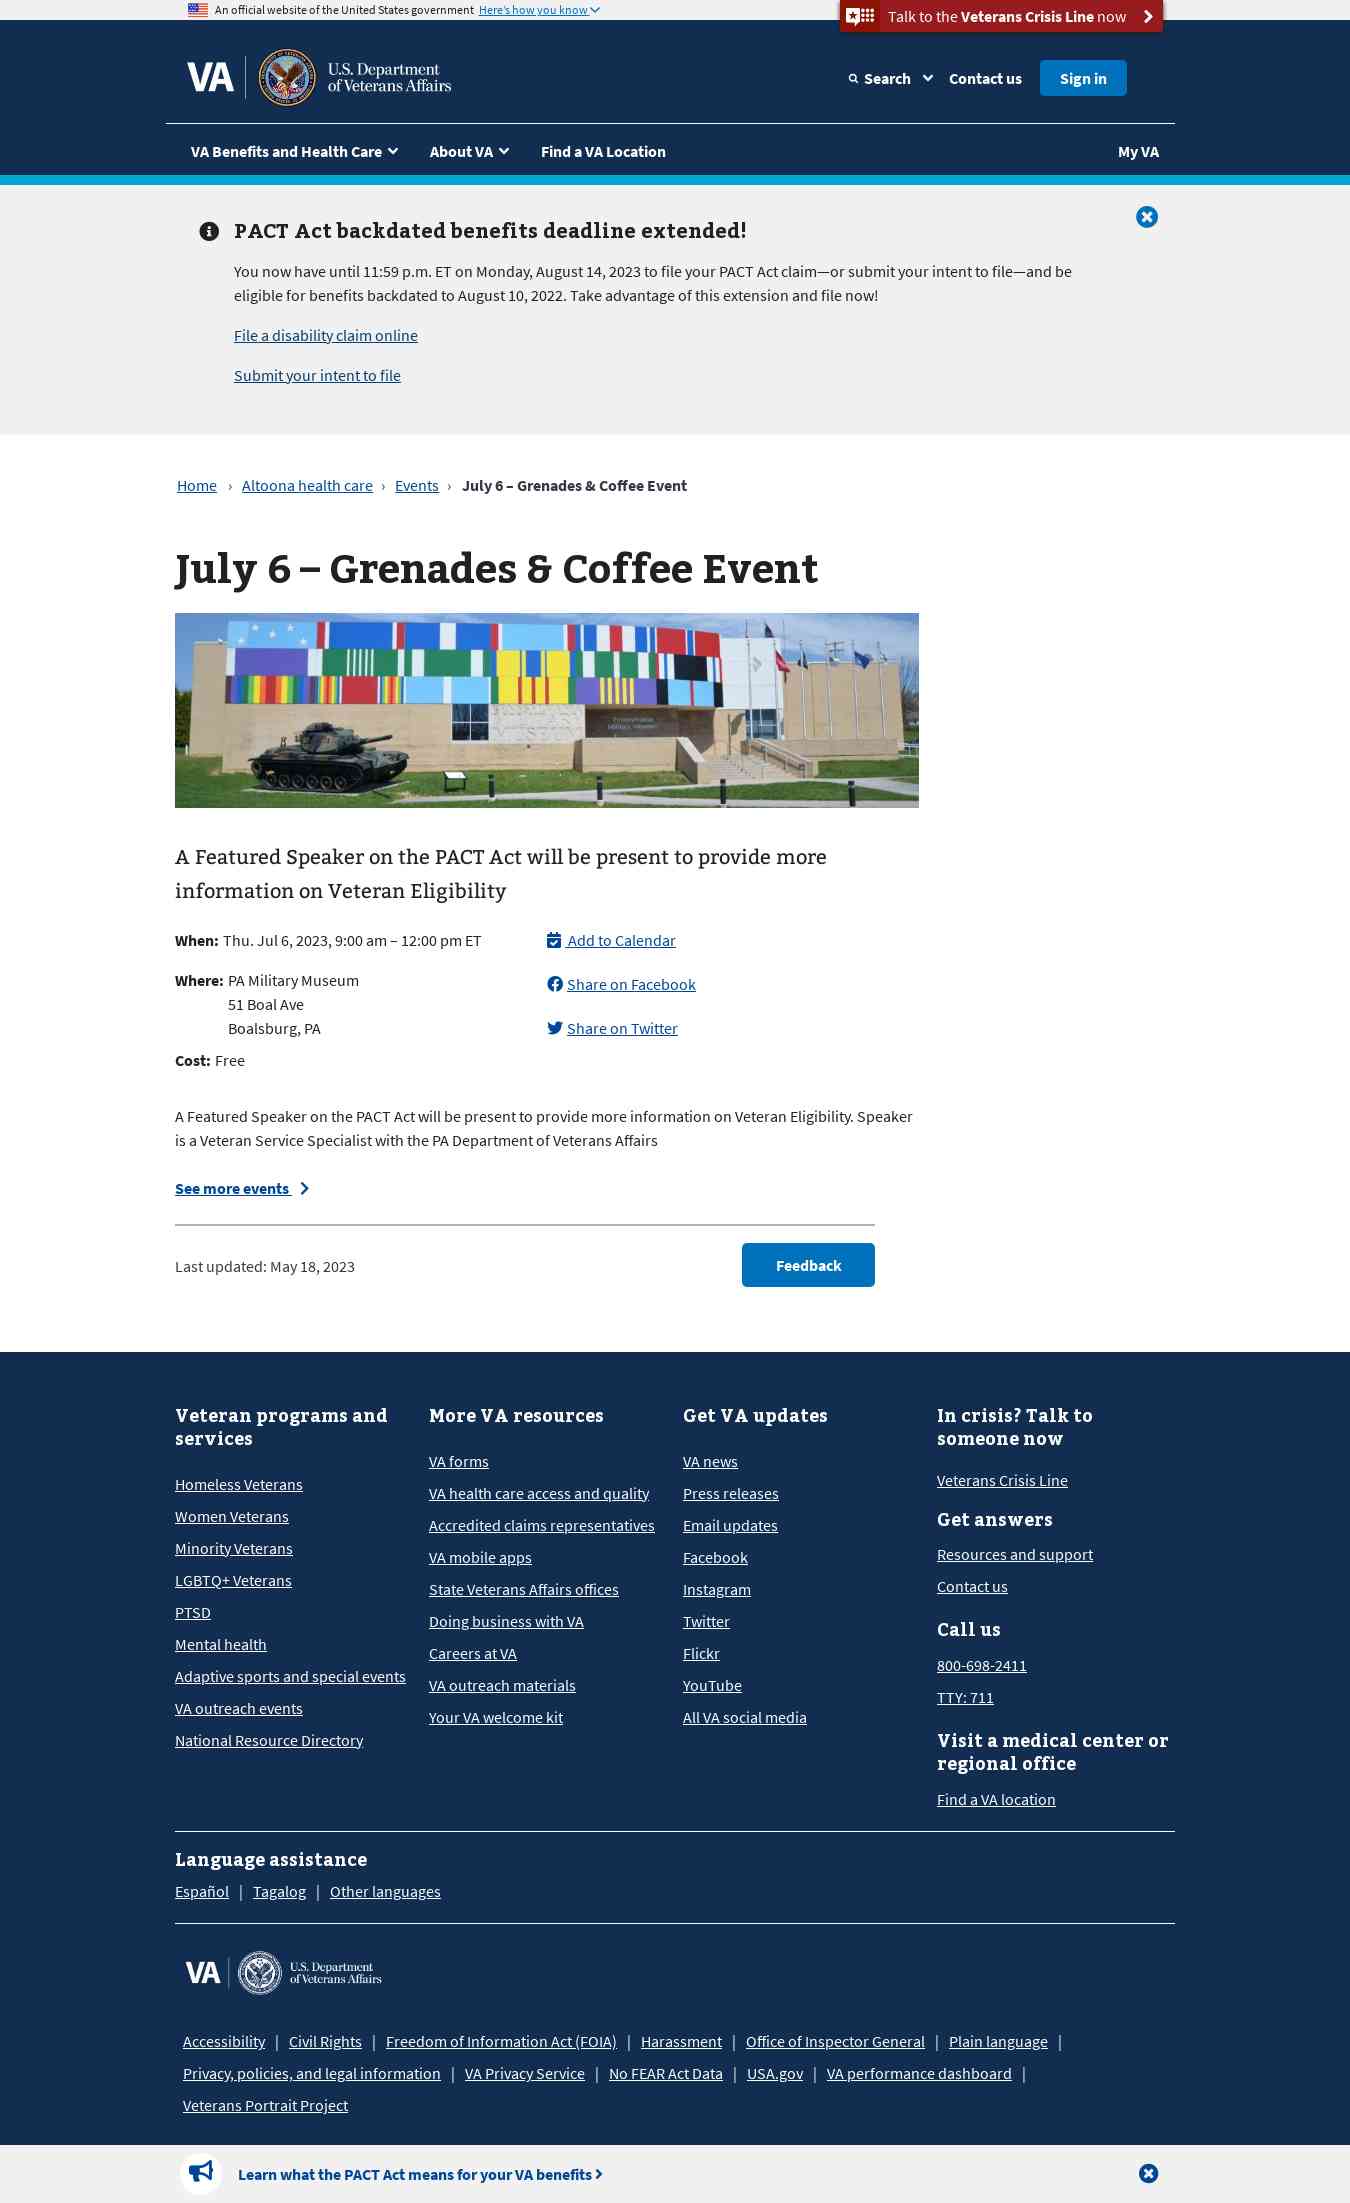 An official website of the United States government Here's how you know
Talk to the Veterans Crisis Line now
VA U.S. Department
of Veterans Affairs
Search Contact us Sign in
VA Benefits and Health Care About VA Find a VA Location My VA
PACT Act backdated benefits deadline extended!
You now have until 11:59 p.m. ET on Monday, August 14, 2023 to file your PACT Act claim—or submit your intent to file—and be
eligible for benefits backdated to August 10, 2022. Take advantage of this extension and file now!
File a disability claim online
Submit your intent to file
Home › Altoona health care › Events › July 6 – Grenades & Coffee Event
July 6 – Grenades & Coffee Event
A Featured Speaker on the PACT Act will be present to provide more
information on Veteran Eligibility
When: Thu. Jul 6, 2023, 9:00 am – 12:00 pm ET
Where: PA Military Museum
51 Boal Ave
Boalsburg, PA
Cost: Free
Add to Calendar
Share on Facebook
Share on Twitter
A Featured Speaker on the PACT Act will be present to provide more information on Veteran Eligibility. Speaker
is a Veteran Service Specialist with the PA Department of Veterans Affairs
See more events
Last updated: May 18, 2023
Feedback
Veteran programs and
services
Homeless Veterans
Women Veterans
Minority Veterans
LGBTQ+ Veterans
PTSD
Mental health
Adaptive sports and special events
VA outreach events
National Resource Directory
More VA resources
VA forms
VA health care access and quality
Accredited claims representatives
VA mobile apps
State Veterans Affairs offices
Doing business with VA
Careers at VA
VA outreach materials
Your VA welcome kit
Get VA updates
VA news
Press releases
Email updates
Facebook
Instagram
Twitter
Flickr
YouTube
All VA social media
In crisis? Talk to
someone now
Veterans Crisis Line
Get answers
Resources and support
Contact us
Call us
800-698-2411
TTY: 711
Visit a medical center or
regional office
Find a VA location
Language assistance
Español | Tagalog | Other languages
VA U.S. Department
of Veterans Affairs
Accessibility | Civil Rights | Freedom of Information Act (FOIA) | Harassment | Office of Inspector General | Plain language |
Privacy, policies, and legal information | VA Privacy Service | No FEAR Act Data | USA.gov | VA performance dashboard |
Veterans Portrait Project
Learn what the PACT Act means for your VA benefits